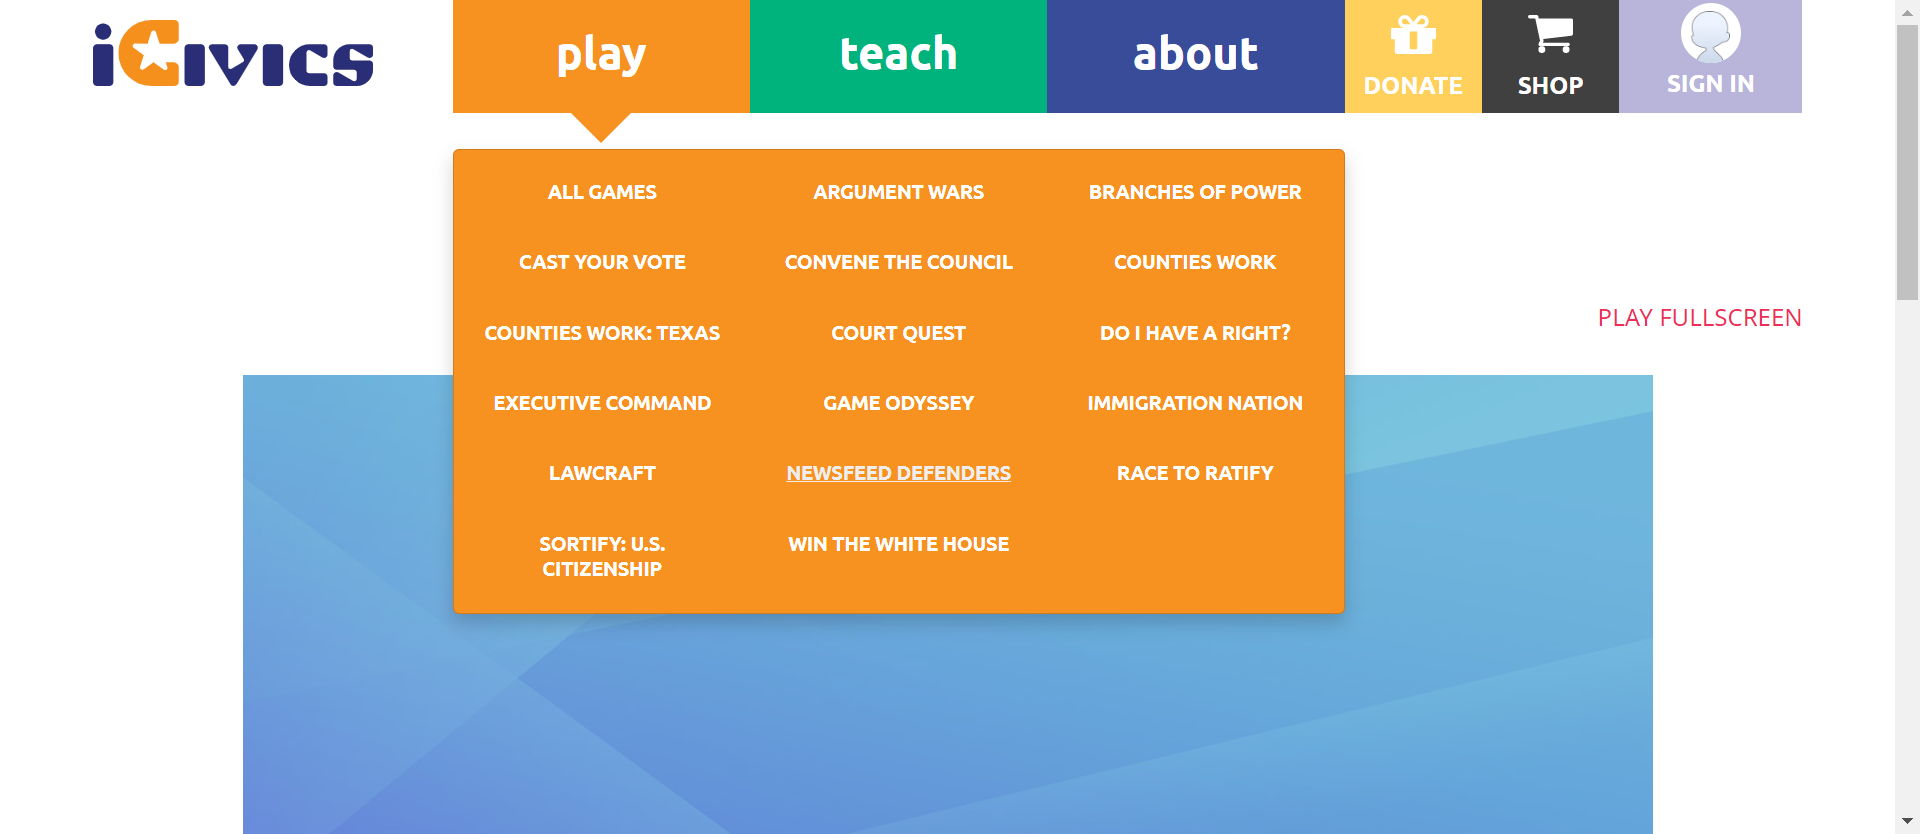 iCivics
play
teach
about
DONATE
SHOP
SIGN IN
ALL GAMES
ARGUMENT WARS
BRANCHES OF POWER
CAST YOUR VOTE
CONVENE THE COUNCIL
COUNTIES WORK
COUNTIES WORK: TEXAS
COURT QUEST
DO I HAVE A RIGHT?
EXECUTIVE COMMAND
GAME ODYSSEY
IMMIGRATION NATION
LAWCRAFT
NEWSFEED DEFENDERS
RACE TO RATIFY
SORTIFY: U.S.
CITIZENSHIP
WIN THE WHITE HOUSE
PLAY FULLSCREEN